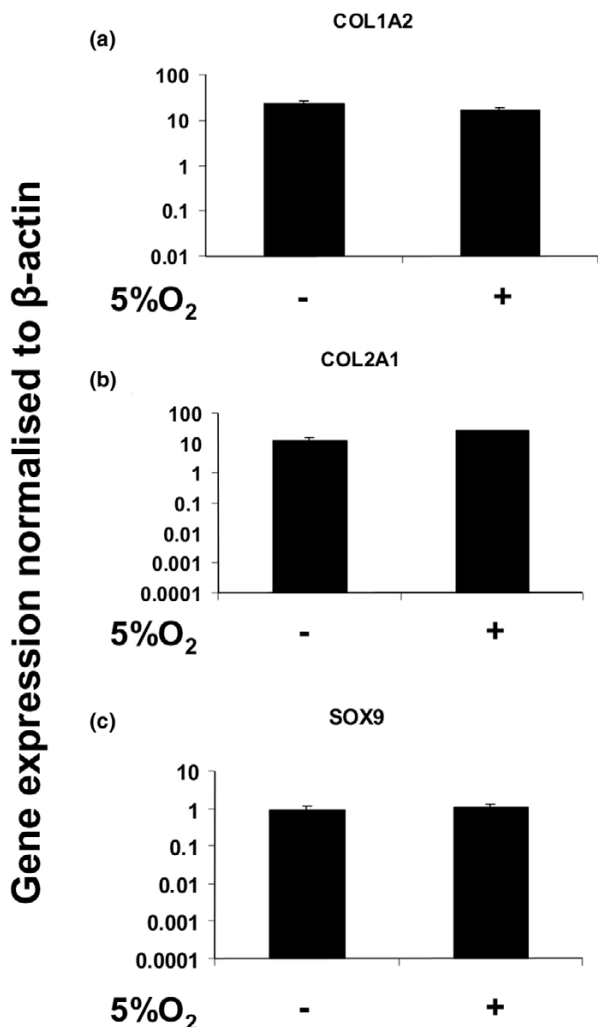 Gene expression normalised to β-actin
(a)
COL1A2
100
10
1
0.1
0.01
5%O₂ - +
(b)
COL2A1
100
10
1
0.1
0.01
0.001
0.0001
5%O₂ - +
(c)
SOX9
10
1
0.1
0.01
0.001
0.0001
5%O₂ - +